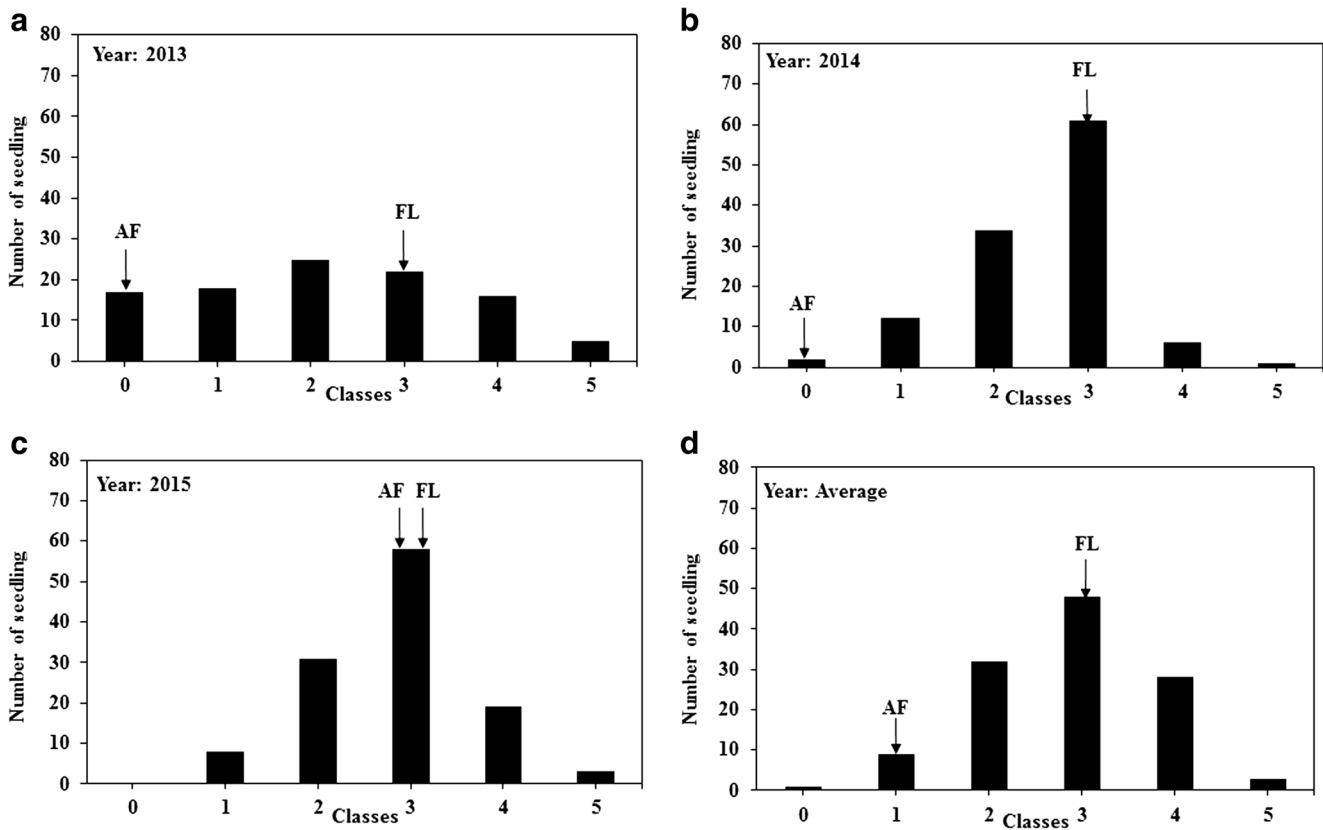 a
Year: 2013
Number of seedling
80
70
60
50
40
30
20
10
0
AF
FL
0 1 2 3 4 5
Classes
b
Year: 2014
Number of seedling
80
70
60
50
40
30
20
10
0
AF
FL
0 1 2 3 4 5
Classes
c
Year: 2015
Number of seedling
80
70
60
50
40
30
20
10
0
AF FL
0 1 2 3 4 5
Classes
d
Year: Average
Number of seedling
80
70
60
50
40
30
20
10
0
AF
FL
0 1 2 3 4 5
Classes